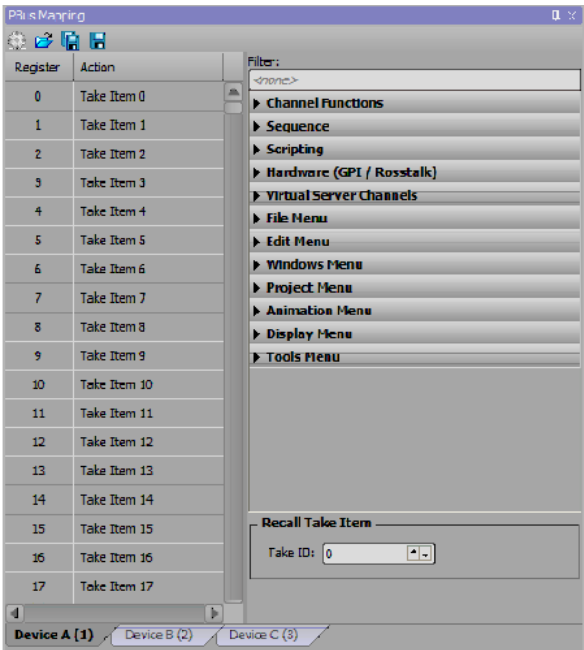 PBus Mapping
Register Action
0 Take Item 0
1 Take Item 1
2 Take Item 2
3 Take Item 3
4 Take Item 4
5 Take Item 5
6 Take Item 6
7 Take Item 7
8 Take Item 8
9 Take Item 9
10 Take Item 10
11 Take Item 11
12 Take Item 12
13 Take Item 13
14 Take Item 14
15 Take Item 15
16 Take Item 16
17 Take Item 17
Filter:
<none>
Channel Functions
Sequence
Scripting
Hardware (GPI / Rosstalk)
Virtual Server Channels
File Menu
Edit Menu
Windows Menu
Project Menu
Animation Menu
Display Menu
Tools Menu
Recall Take Item
Take ID: 0
Device A (1) Device B (2) Device C (3)